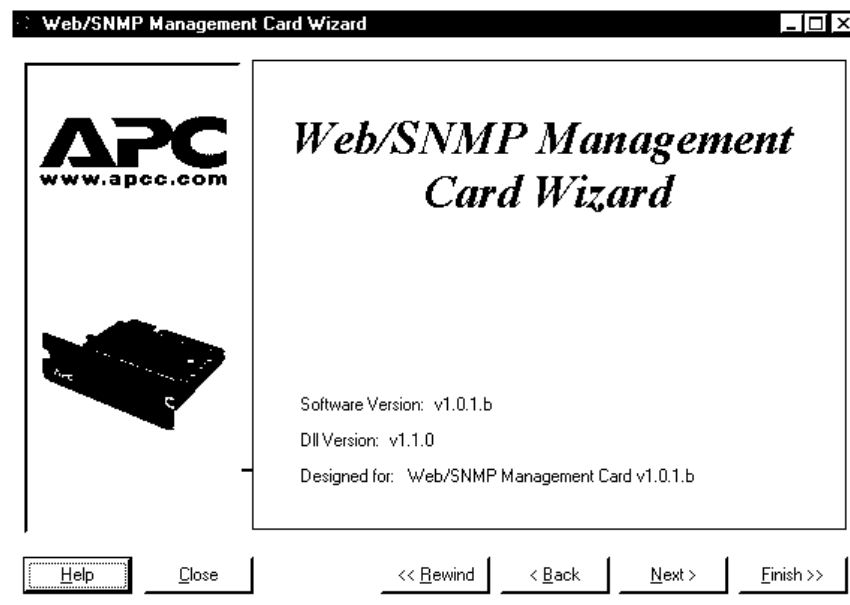 Web/SNMP Management Card Wizard
APC
www.apcc.com
Web/SNMP Management
Card Wizard
APC
Software Version: v1.0.1.b
Dll Version: v1.1.0
Designed for: Web/SNMP Management Card v1.0.1.b
Help Close << Rewind < Back Next > Finish >>